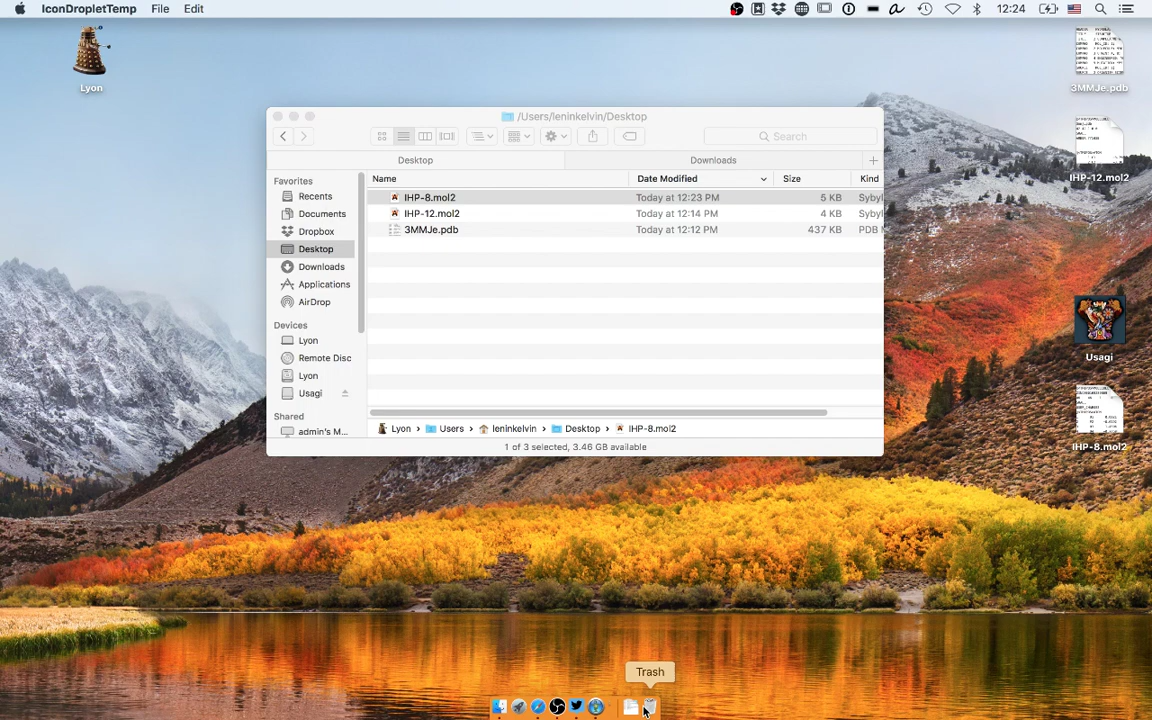 IconDropletTemp File Edit 12:24
Lyon
3MMJe.pdb
IHP-12.mol2
Usagi
IHP-8.mol2
/Users/leninkelvin/Desktop
Search
Desktop Downloads
Favorites
Recents
Documents
Dropbox
Desktop
Downloads
Applications
AirDrop
Devices
Lyon
Remote Disc
Lyon
Usagi
Shared
admin's M...
Name Date Modified Size Kind
IHP-8.mol2 Today at 12:23 PM 5 KB Sybyl
IHP-12.mol2 Today at 12:14 PM 4 KB Sybyl
3MMJe.pdb Today at 12:12 PM 437 KB PDB
Lyon › Users › leninkelvin › Desktop › IHP-8.mol2
1 of 3 selected, 3.46 GB available
Trash